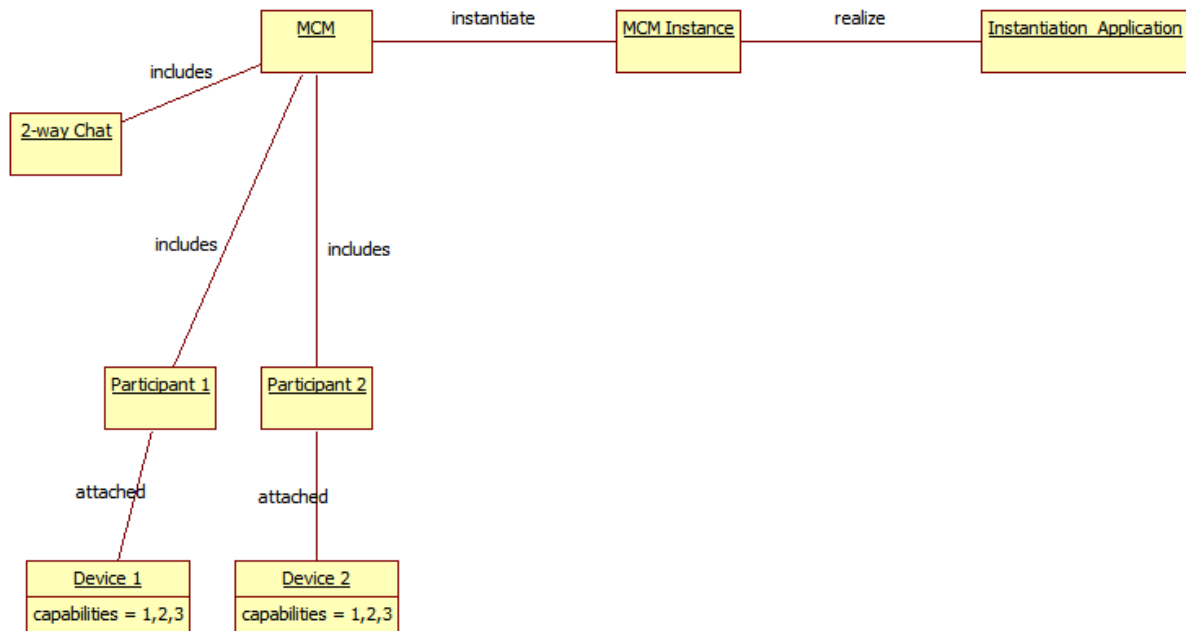 MCM
instantiate
MCM Instance
realize
Instantiation_Application
includes
2-way Chat
includes
includes
Participant 1
Participant 2
attached
attached
Device 1
capabilities = 1,2,3
Device 2
capabilities = 1,2,3